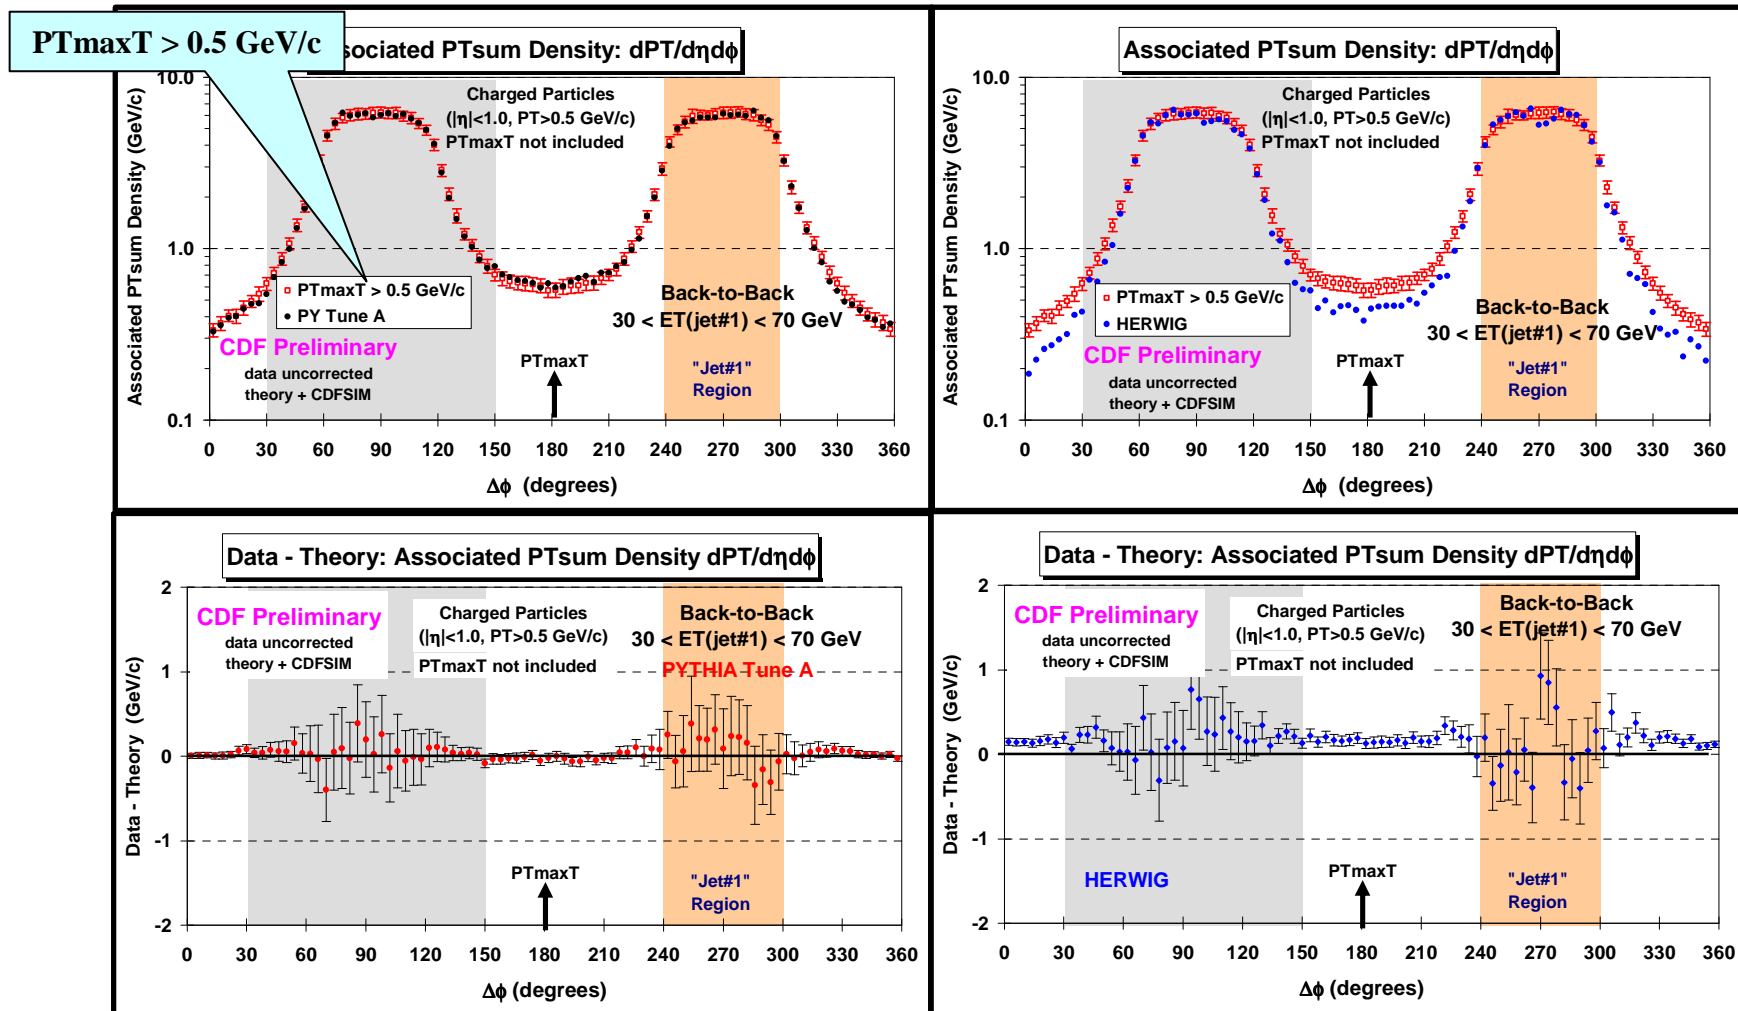 PTmaxT > 0.5 GeV/c
sociated PTsum Density: dPT/dηdϕ
Associated PTsum Density (GeV/c)
10.0
1.0
0.1
Charged Particles
(|η|<1.0, PT>0.5 GeV/c)
PTmaxT not included
PTmaxT > 0.5 GeV/c
PY Tune A
CDF Preliminary
data uncorrected
theory + CDFSIM
Back-to-Back
30 < ET(jet#1) < 70 GeV
PTmaxT
"Jet#1"
Region
0 30 60 90 120 150 180 210 240 270 300 330 360
Δϕ (degrees)
Associated PTsum Density: dPT/dηdϕ
Associated PTsum Density (GeV/c)
10.0
1.0
0.1
Charged Particles
(|η|<1.0, PT>0.5 GeV/c)
PTmaxT not included
PTmaxT > 0.5 GeV/c
HERWIG
CDF Preliminary
data uncorrected
theory + CDFSIM
Back-to-Back
30 < ET(jet#1) < 70 GeV
PTmaxT
"Jet#1"
Region
0 30 60 90 120 150 180 210 240 270 300 330 360
Δϕ (degrees)
Data - Theory: Associated PTsum Density dPT/dηdϕ
Data - Theory (GeV/c)
2
1
0
-1
-2
CDF Preliminary
data uncorrected
theory + CDFSIM
Charged Particles
(|η|<1.0, PT>0.5 GeV/c)
PTmaxT not included
Back-to-Back
30 < ET(jet#1) < 70 GeV
PYTHIA Tune A
PTmaxT
"Jet#1"
Region
0 30 60 90 120 150 180 210 240 270 300 330 360
Δϕ (degrees)
Data - Theory: Associated PTsum Density dPT/dηdϕ
Data - Theory (GeV/c)
2
1
0
-1
-2
CDF Preliminary
data uncorrected
theory + CDFSIM
Charged Particles
(|η|<1.0, PT>0.5 GeV/c)
PTmaxT not included
Back-to-Back
30 < ET(jet#1) < 70 GeV
HERWIG
PTmaxT
"Jet#1"
Region
0 30 60 90 120 150 180 210 240 270 300 330 360
Δϕ (degrees)